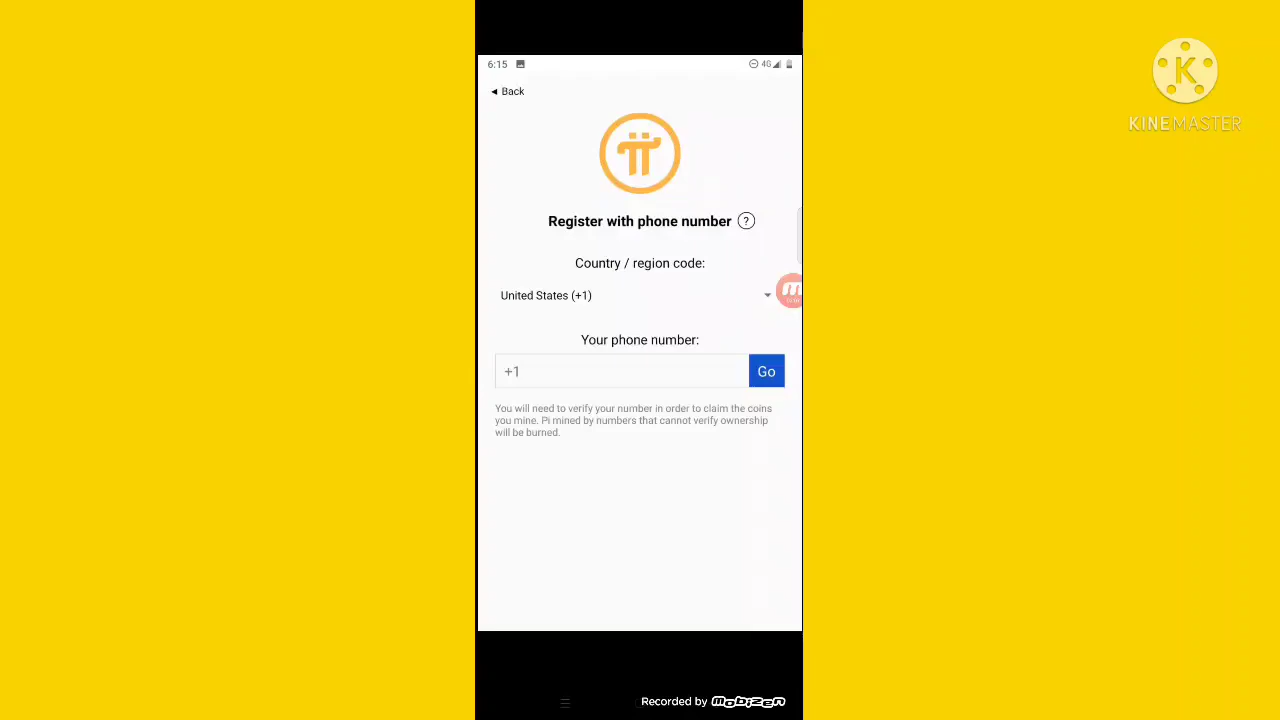 6:15
4G
◄ Back
Register with phone number ?
Country / region code:
United States (+1)
Your phone number:
+1
Go
You will need to verify your number in order to claim the coins
you mine. Pi mined by numbers that cannot verify ownership
will be burned.
K
KINEMASTER
Recorded by mobizen